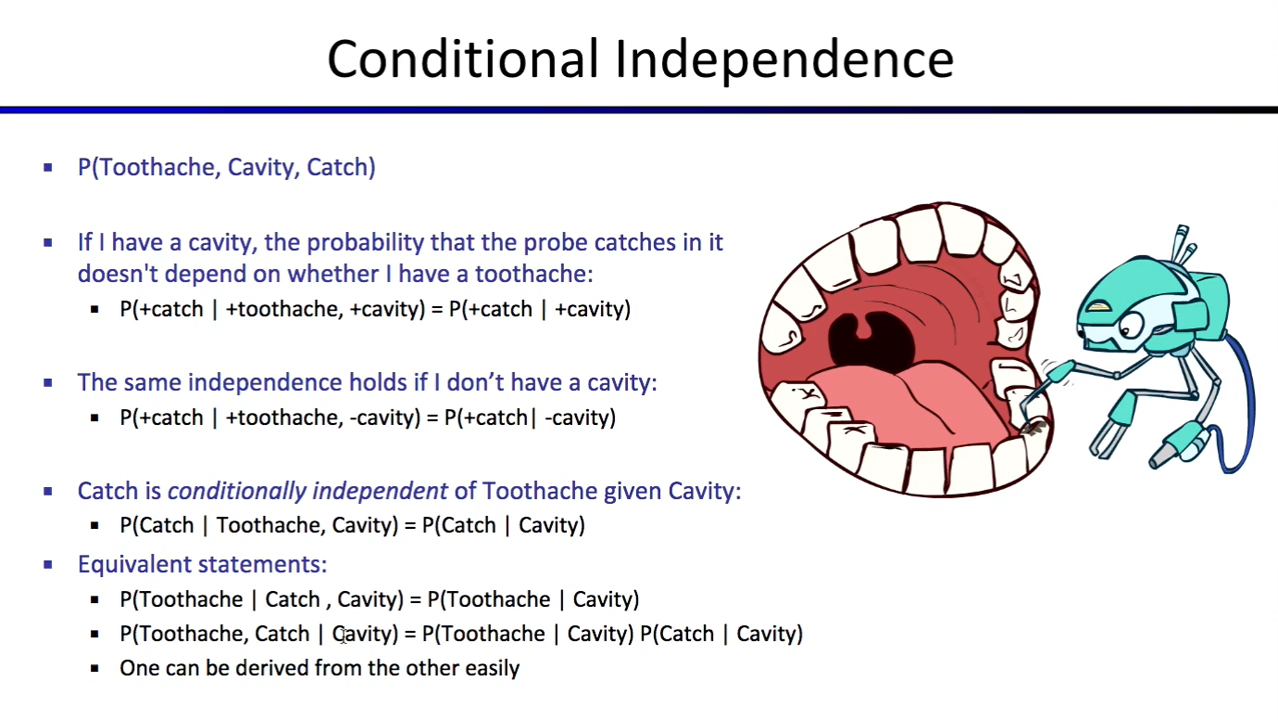 Conditional Independence
P(Toothache, Cavity, Catch)
If I have a cavity, the probability that the probe catches in it
doesn't depend on whether I have a toothache:
P(+catch | +toothache, +cavity) = P(+catch | +cavity)
The same independence holds if I don’t have a cavity:
P(+catch | +toothache, -cavity) = P(+catch| -cavity)
Catch is conditionally independent of Toothache given Cavity:
P(Catch | Toothache, Cavity) = P(Catch | Cavity)
Equivalent statements:
P(Toothache | Catch , Cavity) = P(Toothache | Cavity)
P(Toothache, Catch | Cavity) = P(Toothache | Cavity) P(Catch | Cavity)
One can be derived from the other easily